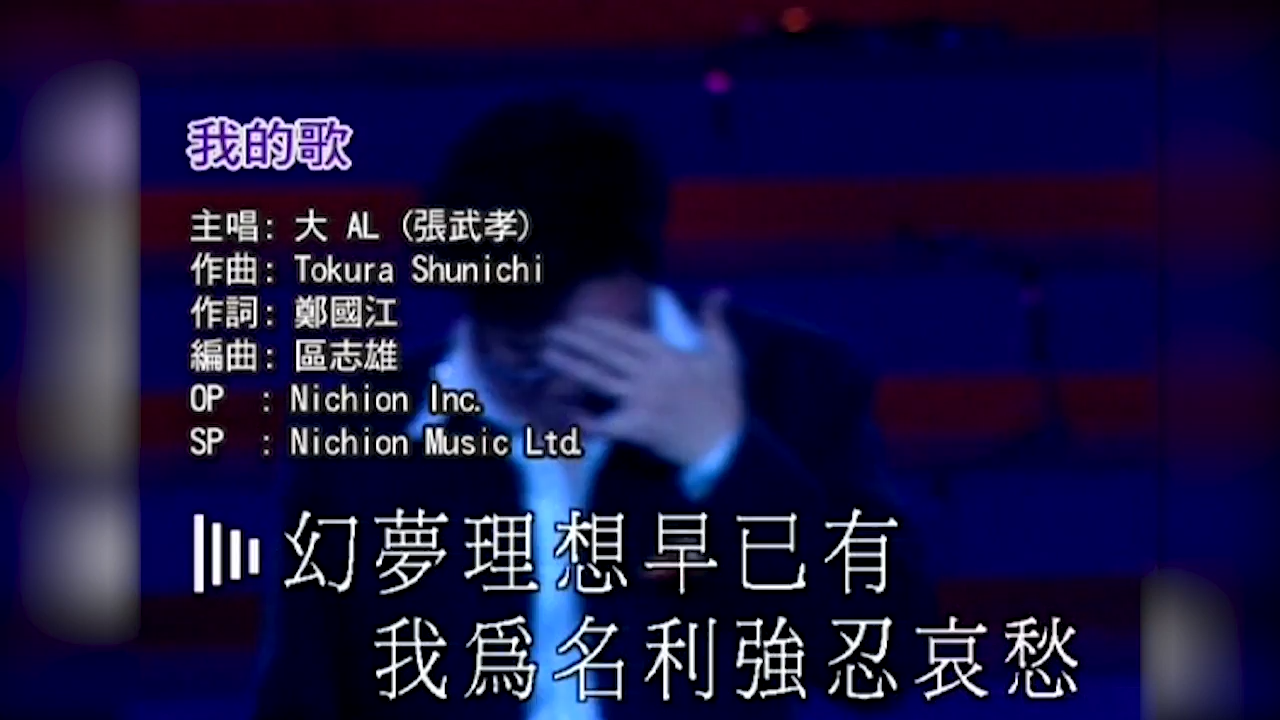 我的歌
主唱: 大 AL (張武孝)
作曲: Tokura Shunichi
作詞: 鄭國江
編曲: 區志雄
OP : Nichion Inc.
SP : Nichion Music Ltd.
幻夢理想早已有
我為名利強忍哀愁